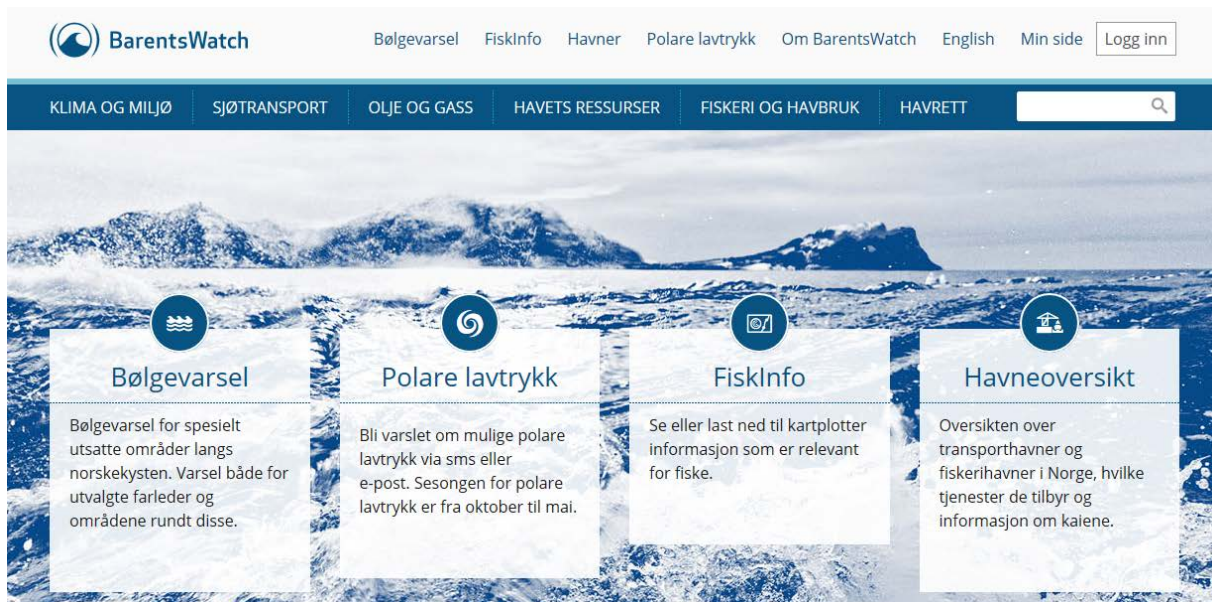 BarentsWatch
Bølgevarsel FiskInfo Havner Polare lavtrykk Om BarentsWatch English Min side Logg inn
KLIMA OG MILJØ SJØTRANSPORT OLJE OG GASS HAVETS RESSURSER FISKERI OG HAVBRUK HAVRETT
Bølgevarsel
Bølgevarsel for spesielt
utsatte områder langs
norskekysten. Varsel både for
utvalgte farleder og
områdene rundt disse.
Polare lavtrykk
Bli varslet om mulige polare
lavtrykk via sms eller
e-post. Sesongen for polare
lavtrykk er fra oktober til mai.
FiskInfo
Se eller last ned til kartplotter
informasjon som er relevant
for fiske.
Havneoversikt
Oversikten over
transporthavner og
fiskerihavner i Norge, hvilke
tjenester de tilbyr og
informasjon om kaiene.